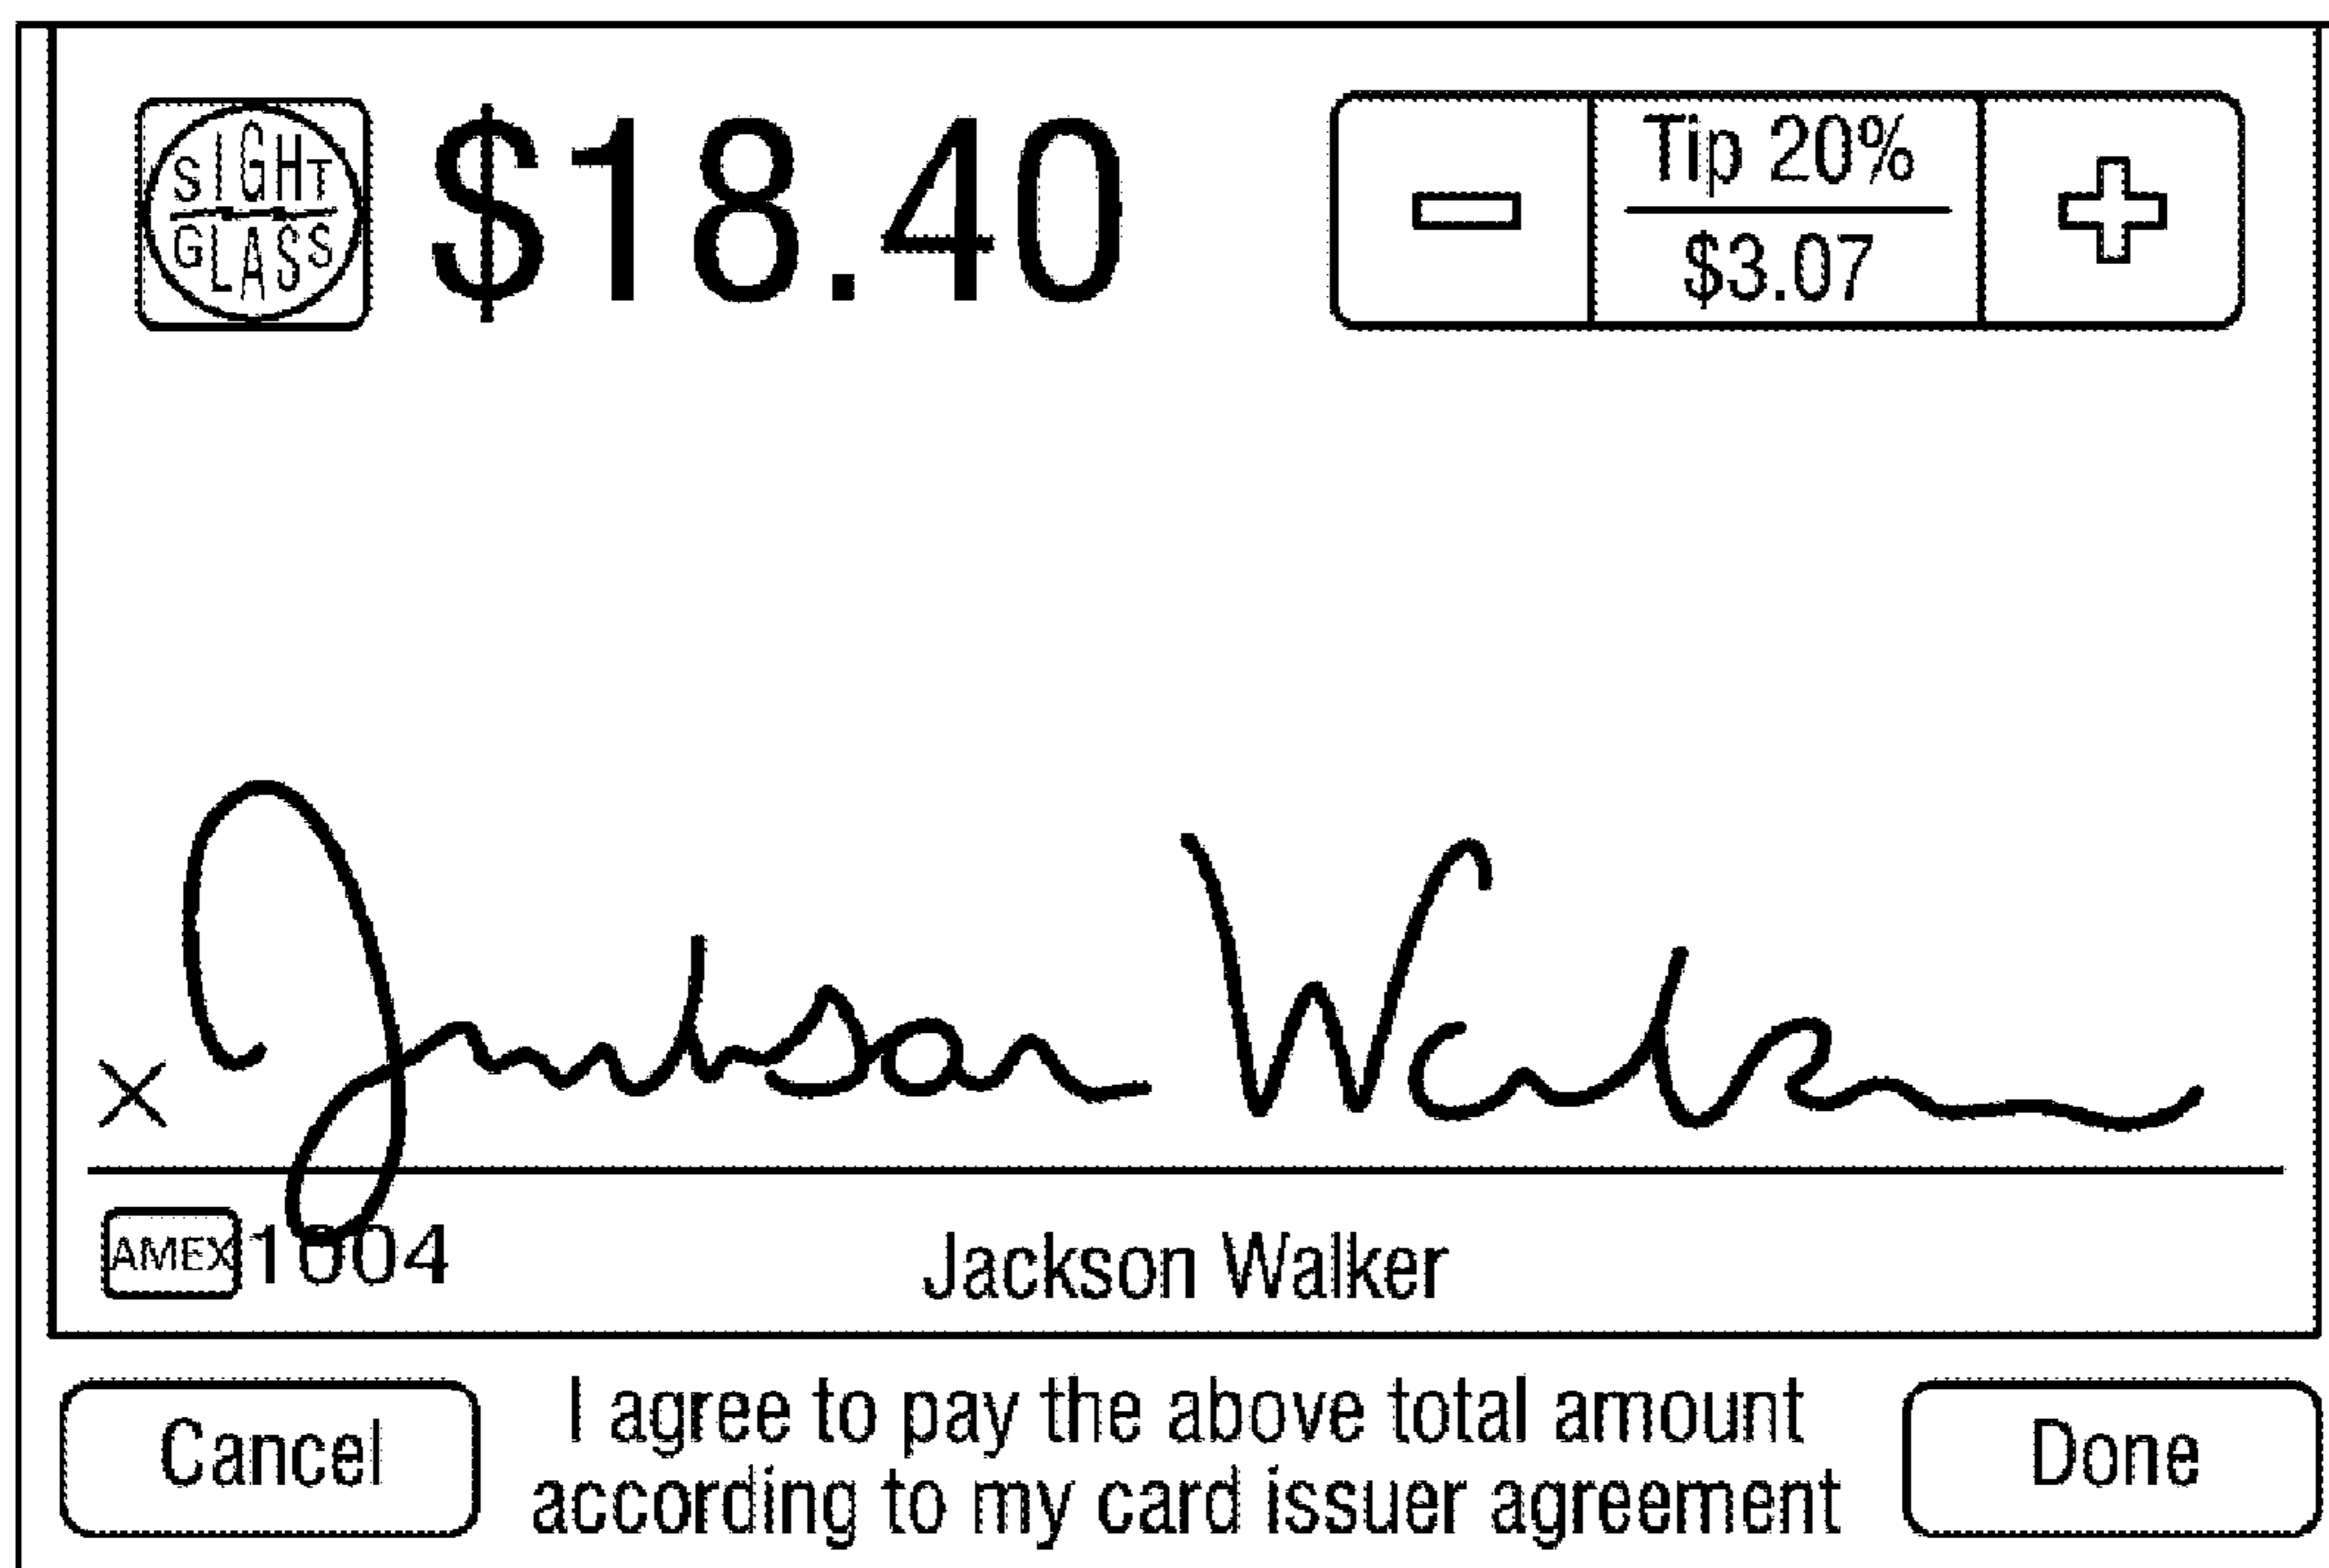 SIGHT
GLASS
$18.40
Tip 20%
$3.07
X
Jackson Walker
AMEX 1004
Jackson Walker
Cancel
I agree to pay the above total amount
according to my card issuer agreement
Done